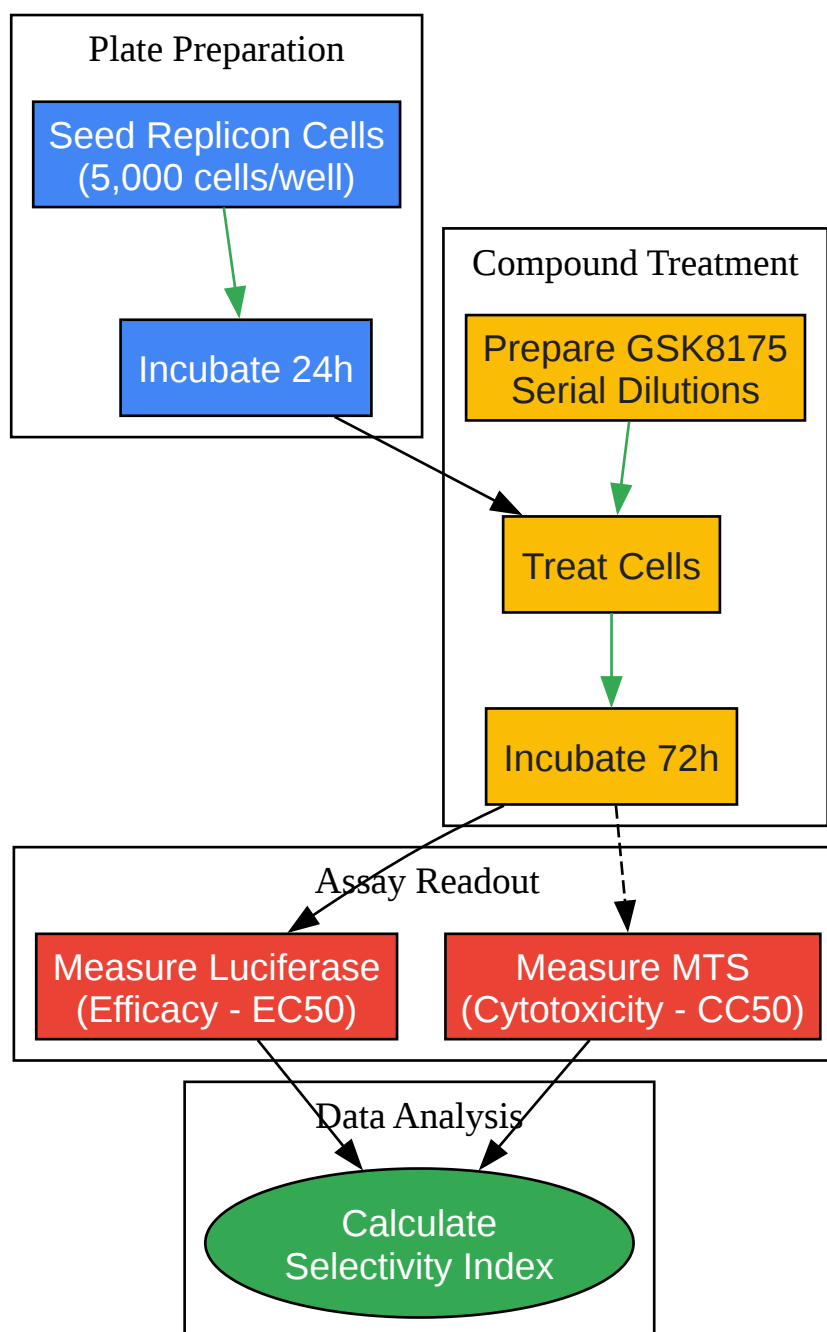 Plate Preparation
Seed Replicon Cells
(5,000 cells/well)
Incubate 24h
Compound Treatment
Prepare GSK8175
Serial Dilutions
Treat Cells
Incubate 72h
Assay Readout
Measure Luciferase
(Efficacy - EC50)
Measure MTS
(Cytotoxicity - CC50)
Data Analysis
Calculate
Selectivity Index